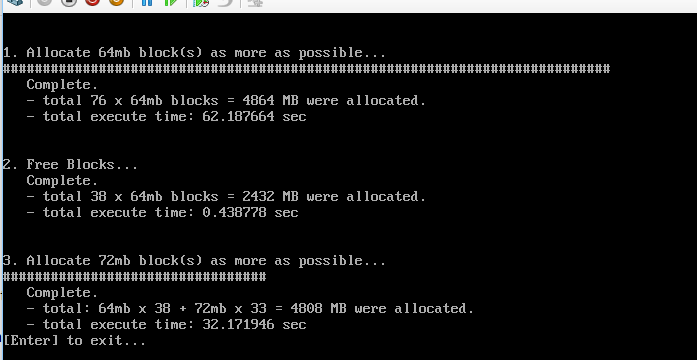 1. Allocate 64mb block(s) as more as possible...
############################################################################
Complete.
- total 76 x 64mb blocks = 4864 MB were allocated.
- total execute time: 62.187664 sec
2. Free Blocks...
Complete.
- total 38 x 64mb blocks = 2432 MB were allocated.
- total execute time: 0.438778 sec
3. Allocate 72mb block(s) as more as possible...
#################################
Complete.
- total: 64mb x 38 + 72mb x 33 = 4808 MB were allocated.
- total execute time: 32.171946 sec
[Enter] to exit...